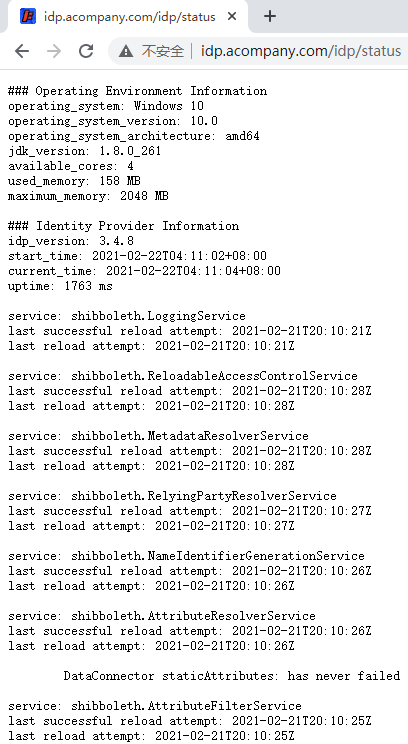 idp.acompany.com/idp/status
不安全 idp.acompany.com/idp/status
### Operating Environment Information
operating_system: Windows 10
operating_system_version: 10.0
operating_system_architecture: amd64
jdk_version: 1.8.0_261
available_cores: 4
used_memory: 158 MB
maximum_memory: 2048 MB
### Identity Provider Information
idp_version: 3.4.8
start_time: 2021-02-22T04:11:02+08:00
current_time: 2021-02-22T04:11:04+08:00
uptime: 1763 ms
service: shibboleth.LoggingService
last successful reload attempt: 2021-02-21T20:10:21Z
last reload attempt: 2021-02-21T20:10:21Z
service: shibboleth.ReloadableAccessControlService
last successful reload attempt: 2021-02-21T20:10:28Z
last reload attempt: 2021-02-21T20:10:28Z
service: shibboleth.MetadataResolverService
last successful reload attempt: 2021-02-21T20:10:28Z
last reload attempt: 2021-02-21T20:10:28Z
service: shibboleth.RelyingPartyResolverService
last successful reload attempt: 2021-02-21T20:10:27Z
last reload attempt: 2021-02-21T20:10:27Z
service: shibboleth.NameIdentifierGenerationService
last successful reload attempt: 2021-02-21T20:10:26Z
last reload attempt: 2021-02-21T20:10:26Z
service: shibboleth.AttributeResolverService
last successful reload attempt: 2021-02-21T20:10:26Z
last reload attempt: 2021-02-21T20:10:26Z
DataConnector staticAttributes: has never failed
service: shibboleth.AttributeFilterService
last successful reload attempt: 2021-02-21T20:10:25Z
last reload attempt: 2021-02-21T20:10:25Z